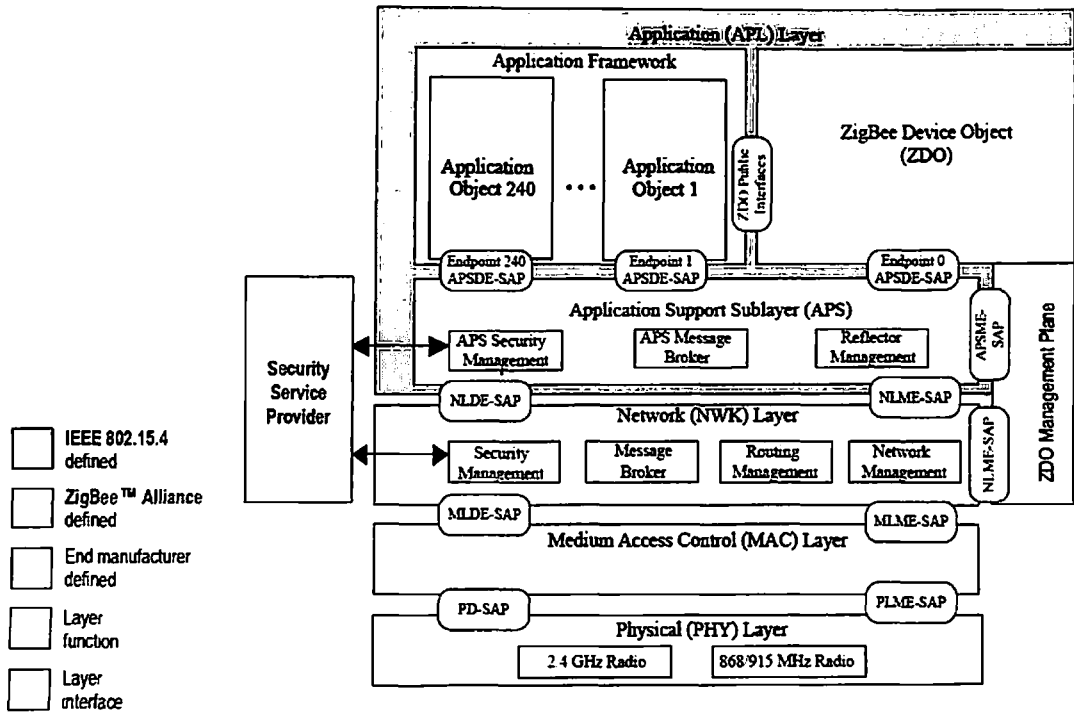 Application (APL) Layer
Application Framework
Application
Object 240
...
Application
Object 1
ZDO Public
Interfaces
ZigBee Device Object
(ZDO)
Endpoint 240
APSDE-SAP
Endpoint 1
APSDE-SAP
Endpoint 0
APSDE-SAP
Application Support Sublayer (APS)
APS Security
Management
APS Message
Broker
Reflector
Management
APSME-
SAP
Security
Service
Provider
NLDE-SAP
NLME-SAP
Network (NWK) Layer
Security
Management
Message
Broker
Routing
Management
Network
Management
NLME-SAP
ZDO Management Plane
MLDE-SAP
MLME-SAP
Medium Access Control (MAC) Layer
PD-SAP
PLME-SAP
Physical (PHY) Layer
2.4 GHz Radio
868/915 MHz Radio
IEEE 802.15.4
defined
ZigBee™ Alliance
defined
End manufacturer
defined
Layer
function
Layer
interface